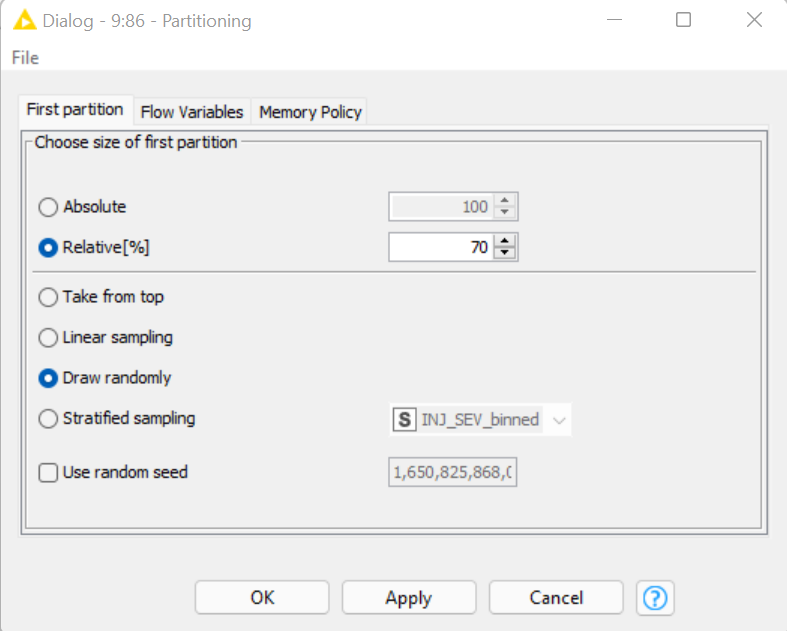 Dialog - 9:86 - Partitioning
File
First partition Flow Variables Memory Policy
Choose size of first partition
Absolute 100
Relative[%] 70
Take from top
Linear sampling
Draw randomly
Stratified sampling S INJ_SEV_binned
Use random seed 1,650,825,868,0
OK Apply Cancel ?